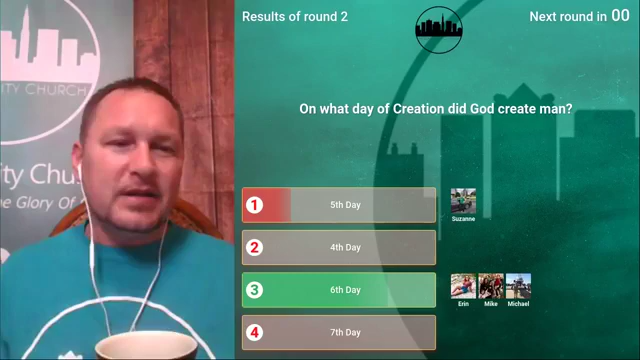 Results of round 2
Next round in 00
On what day of Creation did God create man?
1 5th Day
Suzanne
2 4th Day
3 6th Day
Erin Mike Michael
4 7th Day
ITY CHURCH
ity Chu
he Glory Of